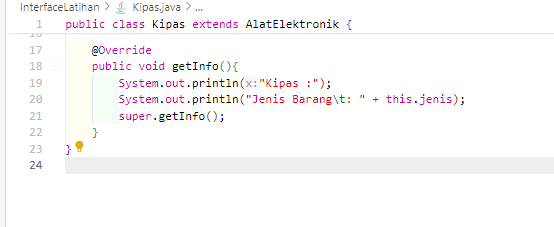 InterfaceLatihan > Kipas.java > ...
1 public class Kipas extends AlatElektronik {
17 @Override
18 public void getInfo(){
19 System.out.println(x:"Kipas :");
20 System.out.println("Jenis Barang\t: " + this.jenis);
21 super.getInfo();
22 }
23 }
24